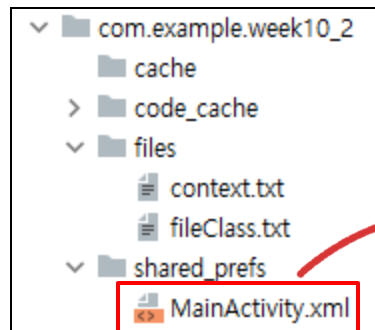 com.example.week10_2
cache
code_cache
files
context.txt
fileClass.txt
shared_prefs
MainActivity.xml